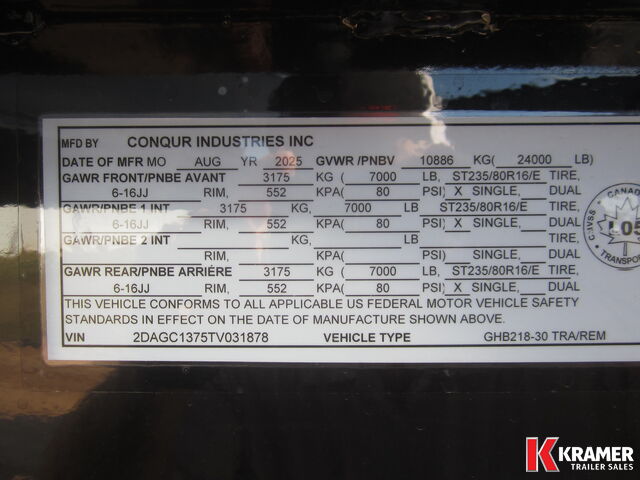 MFD BY CONQUR INDUSTRIES INC
DATE OF MFR MO AUG YR 2025 GVWR /PNBV 10886 KG( 24000 LB)
GAWR FRONT/PNBE AVANT 3175 KG ( 7000 LB, ST235/80R16/E TIRE,
6-16JJ RIM, 552 KPA( 80 PSI) X SINGLE, DUAL
GAWR/PNBE 1 INT 3175 KG, 7000 LB ST235/80R16/E TIRE,
6-16JJ RIM, 552 KPA( 80 PSI) X SINGLE, DUAL
GAWR/PNBE 2 INT KG( LB, TIRE,
RIM, KPA( PSI) SINGLE, DUAL
GAWR REAR/PNBE ARRIÉRE 3175 KG ( 7000 LB, ST235/80R16/E TIRE,
6-16JJ RIM, 552 KPA( 80 PSI) X SINGLE, DUAL
THIS VEHICLE CONFORMS TO ALL APPLICABLE US FEDERAL MOTOR VEHICLE SAFETY
STANDARDS IN EFFECT ON THE DATE OF MANUFACTURE SHOWN ABOVE.
VIN 2DAGC1375TV031878 VEHICLE TYPE GHB218-30 TRA/REM
CANADA
TRANSPORT
K KRAMER
TRAILER SALES